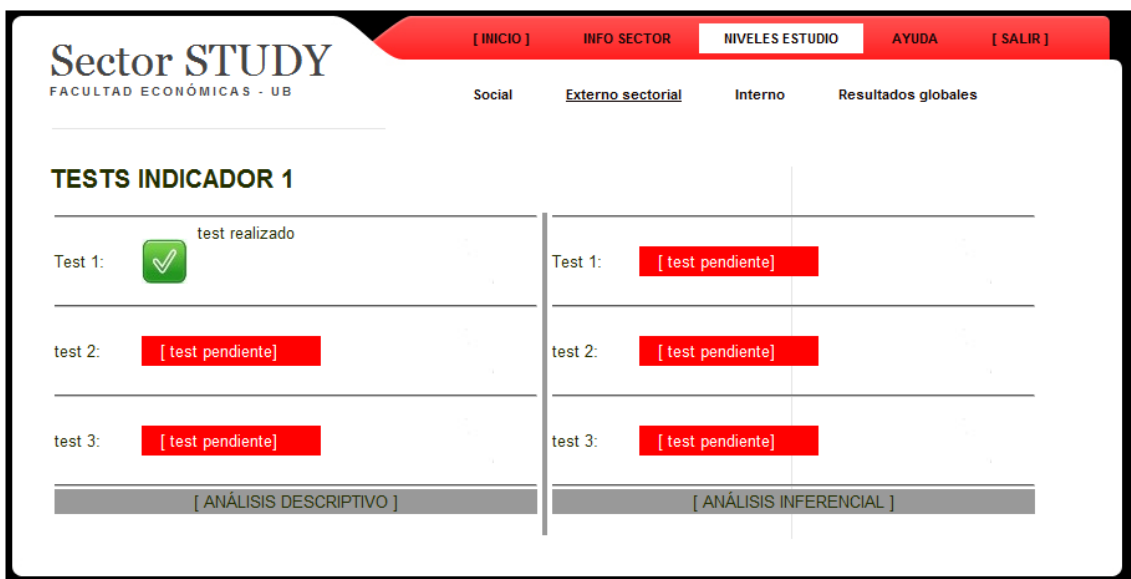 [ INICIO ] INFO SECTOR NIVELES ESTUDIO AYUDA [ SALIR ]
Sector STUDY
FACULTAD ECONÓMICAS - UB
Social Externo sectorial Interno Resultados globales
TESTS INDICADOR 1
Test 1: test realizado
test 2: [ test pendiente]
test 3: [ test pendiente]
[ ANÁLISIS DESCRIPTIVO ]
Test 1: [ test pendiente]
test 2: [ test pendiente]
test 3: [ test pendiente]
[ ANÁLISIS INFERENCIAL ]